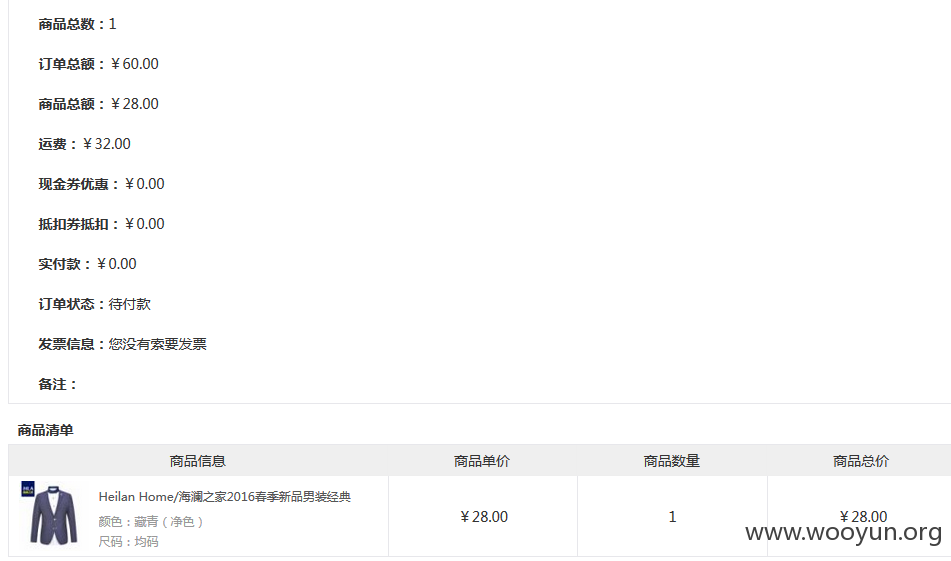 商品总数：1
订单总额：￥60.00
商品总额：￥28.00
运费：￥32.00
现金券优惠：￥0.00
抵扣券抵扣：￥0.00
实付款：￥0.00
订单状态：待付款
发票信息：您没有索要发票
备注：
商品清单
商品信息 商品单价 商品数量 商品总价
Heilan Home/海澜之家2016春季新品男装经典
颜色：藏青（净色）
尺码：均码
￥28.00 1 ￥28.00
www.wooyun.org